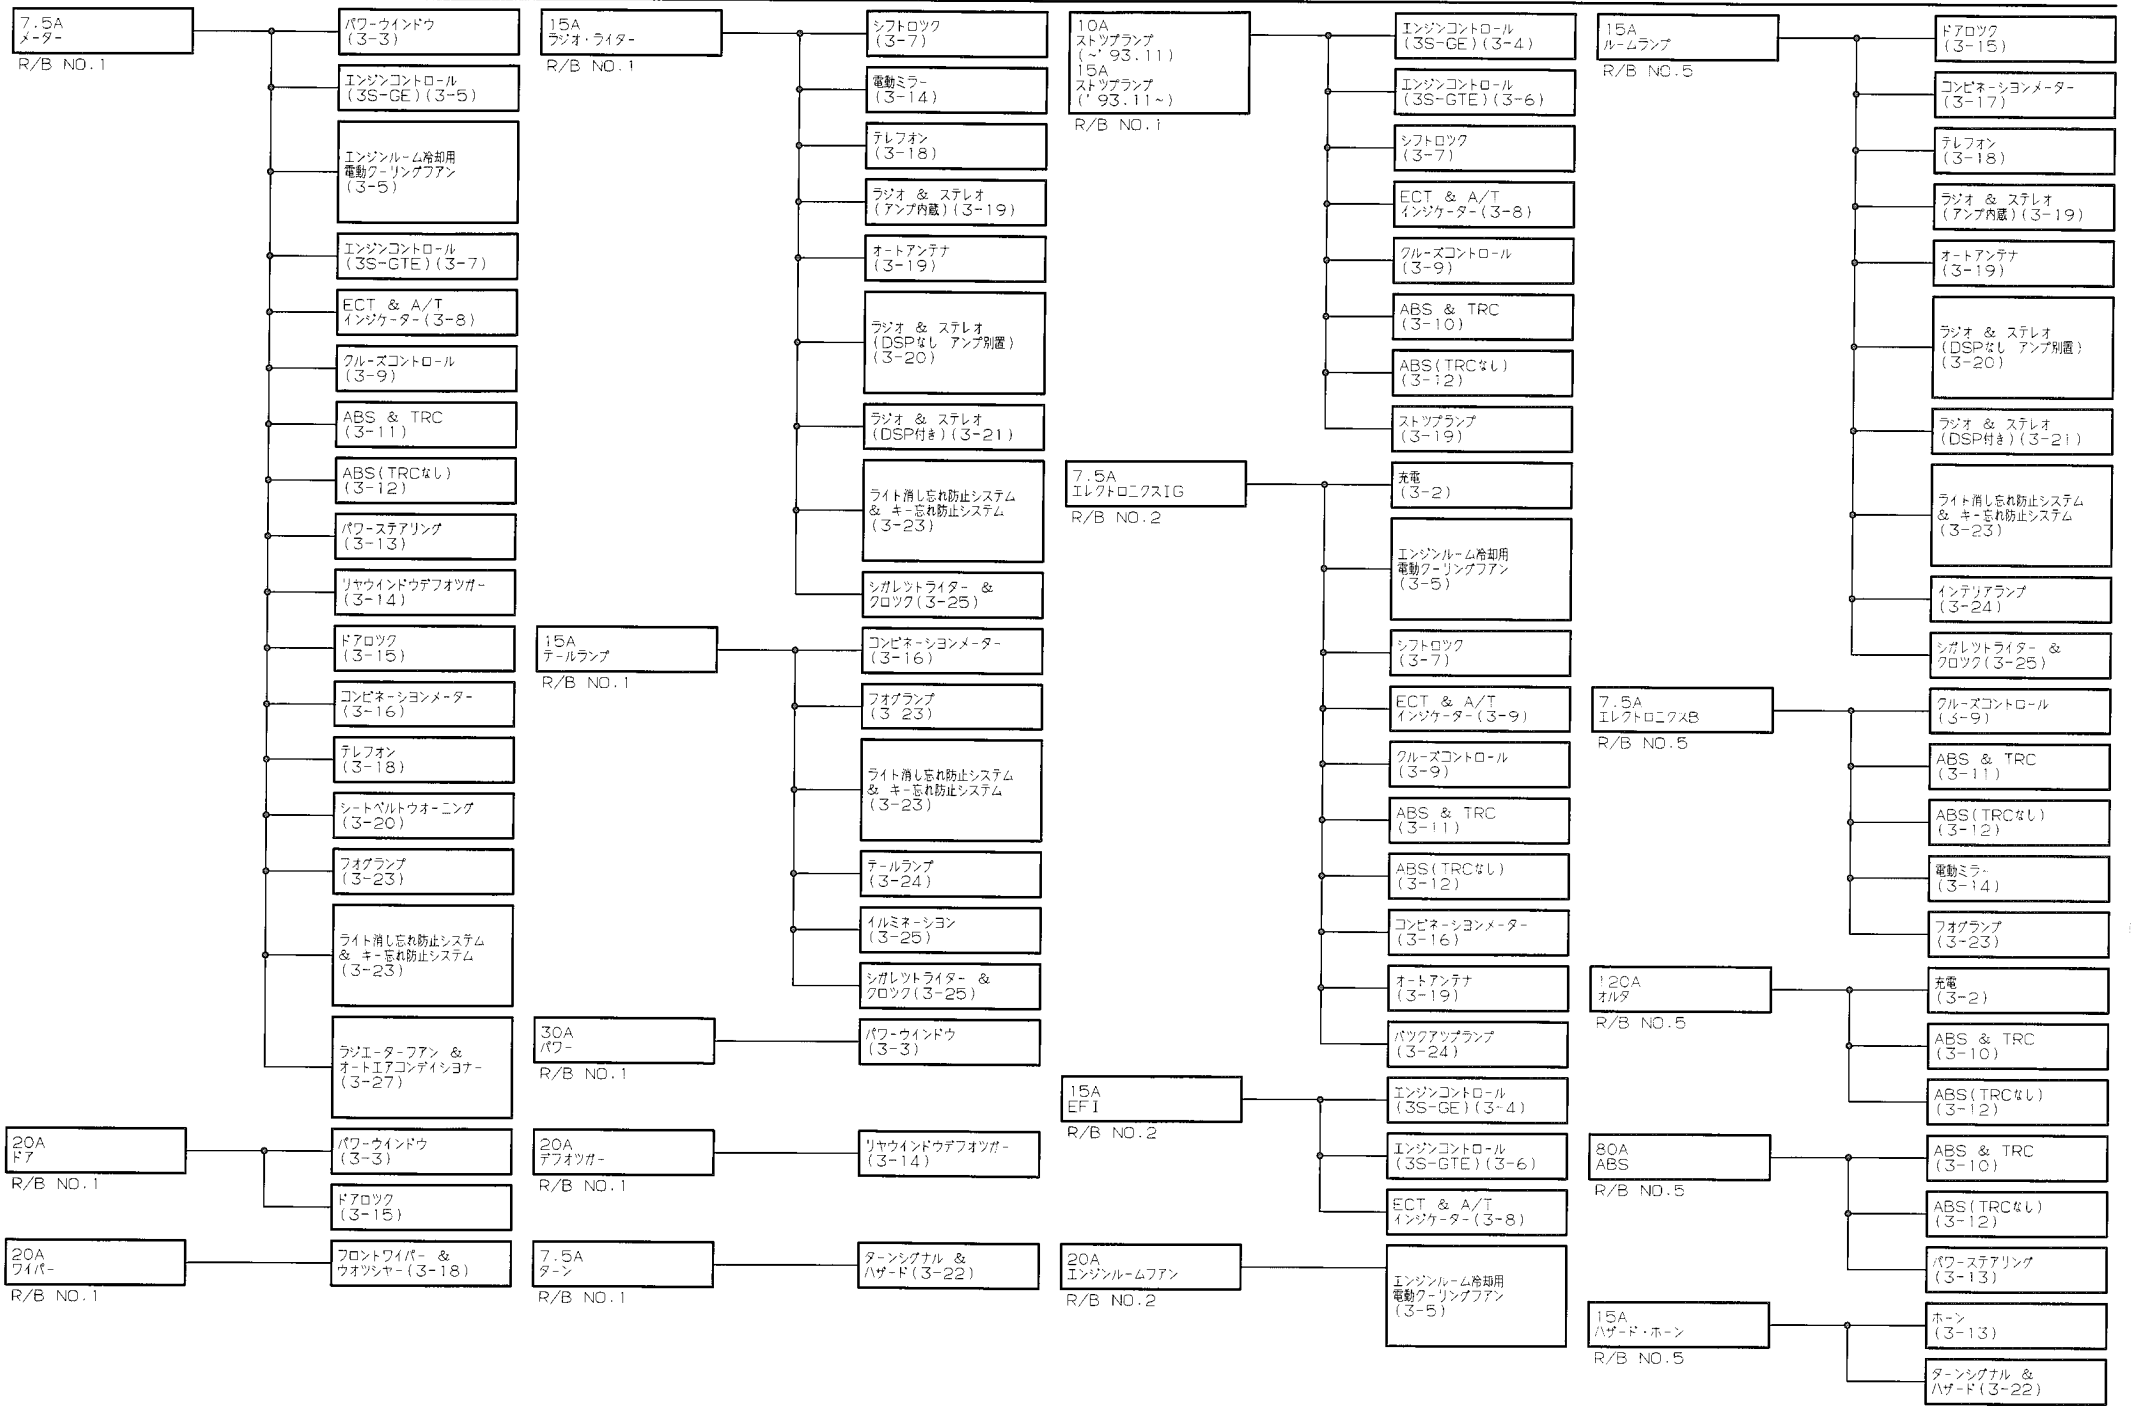 7.5A
メーター
R/B NO.1
パワーウインドウ
(3-3)
エンジンコントロール
(3S-GE)(3-5)
エンジンルーム冷却用
電動クーリングフアン
(3-5)
エンジンコントロール
(3S-GTE)(3-7)
ECT & A/T
インジケーター(3-8)
クルーズコントロール
(3-9)
ABS & TRC
(3-11)
ABS(TRCなし)
(3-12)
パワーステアリング
(3-13)
リヤウインドウデフオツガー
(3-14)
ドアロツク
(3-15)
コンビネーシヨンメーター
(3-16)
テレフオン
(3-18)
シートベルトウオーニング
(3-20)
フオグランプ
(3-23)
ライト消し忘れ防止システム
& キー忘れ防止システム
(3-23)
ラジエーターフアン &
オートエアコンデイシヨナー
(3-27)
20A
ドア
R/B NO.1
パワーウインドウ
(3-3)
ドアロツク
(3-15)
20A
ワイパー
R/B NO.1
フロントワイパー &
ウオツシヤー(3-18)
15A
ラジオ・ライター
R/B NO.1
シフトロツク
(3-7)
電動ミラー
(3-14)
テレフオン
(3-18)
ラジオ & ステレオ
(アンプ内蔵)(3-19)
オートアンテナ
(3-19)
ラジオ & ステレオ
(DSPなし アンプ別置)
(3-20)
ラジオ & ステレオ
(DSP付き)(3-21)
ライト消し忘れ防止システム
& キー忘れ防止システム
(3-23)
シガレツトライター &
クロツク(3-25)
15A
テールランプ
R/B NO.1
コンビネーシヨンメーター
(3-16)
フオグランプ
(3 23)
ライト消し忘れ防止システム
& キー忘れ防止システム
(3-23)
テールランプ
(3-24)
イルミネーシヨン
(3-25)
シガレツトライター &
クロツク(3-25)
30A
パワー
R/B NO.1
パワーウインドウ
(3-3)
20A
デフオツガー
R/B NO.1
リヤウインドウデフオツガー
(3-14)
7.5A
ターン
R/B NO.1
ターンシグナル &
ハザード(3-22)
10A
ストツプランプ
(~'93.11)
15A
ストツプランプ
('93.11~)
R/B NO.1
エンジンコントロール
(3S-GE)(3-4)
エンジンコントロール
(3S-GTE)(3-6)
シフトロツク
(3-7)
ECT & A/T
インジケーター(3-8)
クルーズコントロール
(3-9)
ABS & TRC
(3-10)
ABS(TRCなし)
(3-12)
ストツプランプ
(3-19)
7.5A
エレクトロニクスIG
R/B NO.2
充電
(3-2)
エンジンルーム冷却用
電動クーリングフアン
(3-5)
シフトロツク
(3-7)
ECT & A/T
インジケーター(3-9)
クルーズコントロール
(3-9)
ABS & TRC
(3-11)
ABS(TRCなし)
(3-12)
コンビネーシヨンメーター
(3-16)
オートアンテナ
(3-19)
バツクアツプランプ
(3-24)
15A
EFI
R/B NO.2
エンジンコントロール
(3S-GE)(3-4)
エンジンコントロール
(3S-GTE)(3-6)
ECT & A/T
インジケーター(3-8)
20A
エンジンルームフアン
R/B NO.2
エンジンルーム冷却用
電動クーリングフアン
(3-5)
15A
ルームランプ
R/B NO.5
ドアロツク
(3-15)
コンビネーシヨンメーター
(3-17)
テレフオン
(3-18)
ラジオ & ステレオ
(アンプ内蔵)(3-19)
オートアンテナ
(3-19)
ラジオ & ステレオ
(DSPなし アンプ別置)
(3-20)
ラジオ & ステレオ
(DSP付き)(3-21)
ライト消し忘れ防止システム
& キー忘れ防止システム
(3-23)
インテリアランプ
(3-24)
シガレツトライター &
クロツク(3-25)
7.5A
エレクトロニクスB
R/B NO.5
クルーズコントロール
(3-9)
ABS & TRC
(3-11)
ABS(TRCなし)
(3-12)
電動ミラー
(3-14)
フオグランプ
(3-23)
120A
オルタ
R/B NO.5
充電
(3-2)
ABS & TRC
(3-10)
ABS(TRCなし)
(3-12)
80A
ABS
R/B NO.5
ABS & TRC
(3-10)
ABS(TRCなし)
(3-12)
パワーステアリング
(3-13)
15A
ハザード・ホーン
R/B NO.5
ホーン
(3-13)
ターンシグナル &
ハザード(3-22)